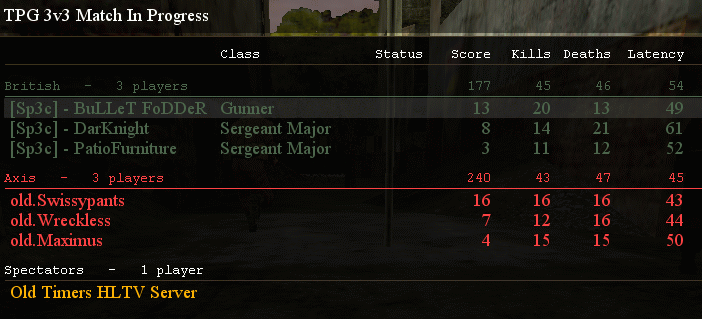 TPG 3v3 Match In Progress
Class Status Score Kills Deaths Latency
British - 3 players 177 45 46 54
[Sp3c] - BuLLeT FoDDeR Gunner 13 20 13 49
[Sp3c] - DarKnight Sergeant Major 8 14 21 61
[Sp3c] - PatioFurniture Sergeant Major 3 11 12 52
Axis - 3 players 240 43 47 45
old.Swissypants 16 16 16 43
old.Wreckless 7 12 16 44
old.Maximus 4 15 15 50
Spectators - 1 player
Old Timers HLTV Server